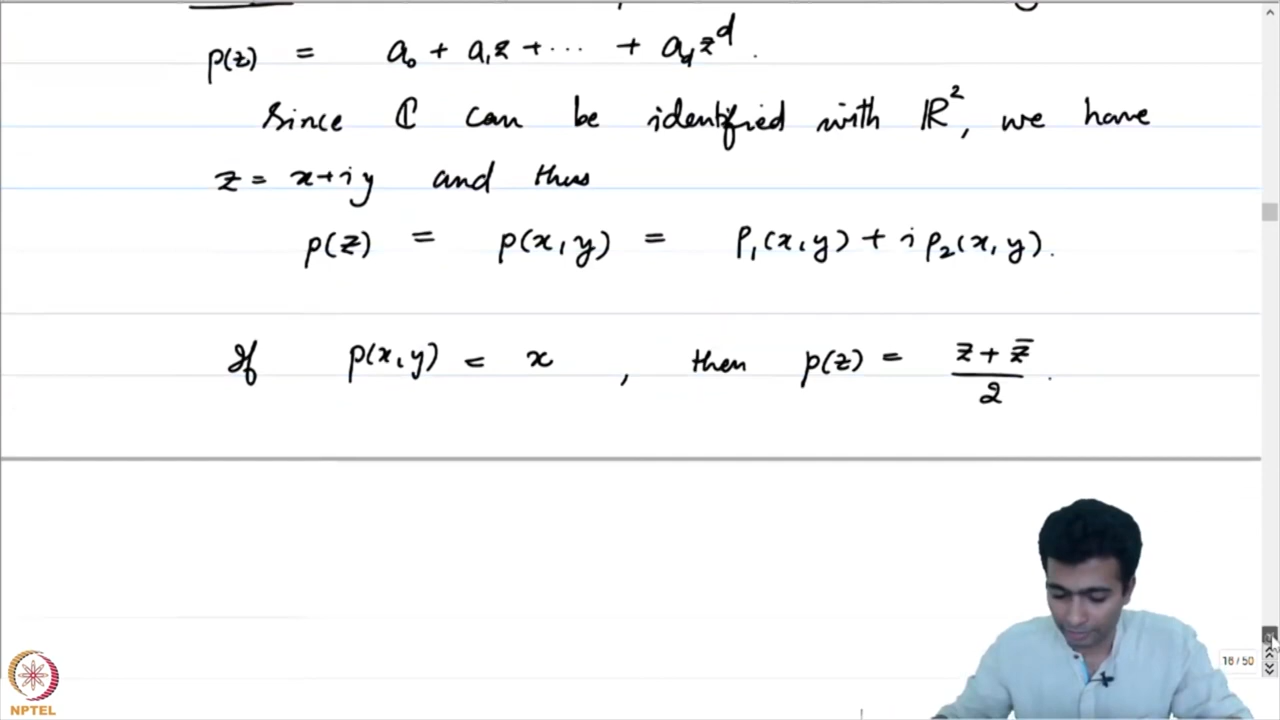 p(z) = a₀ + a₁z + ⋯ + a_d z^d .
Since ℂ can be identified with ℝ², we have
z = x+iy and thus
p(z) = p(x,y) = p₁(x,y) + i p₂(x,y).
If p(x,y) = x , then p(z) = (z + z̄)/2 .
16/50
NPTEL